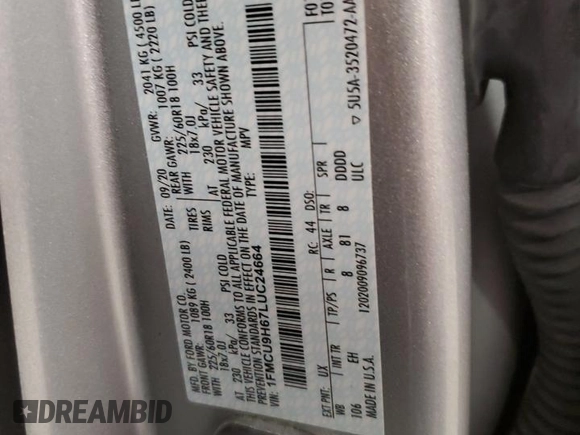 MFD. BY FORD MOTOR CO.
DATE: 09/20 GVWR: 2041 KG ( 4500 LB
FRONT GAWR: 1089 KG ( 2400 LB) REAR GAWR: 1007 KG ( 2220 LB)
WITH 225/60R18 100H TIRES WITH 225/60R18 100H
18x7.0J RIMS 18x7.0J
AT 230 kPa/ 33 PSI COLD AT 230 kPa/ 33 PSI COLD
THIS VEHICLE CONFORMS TO ALL APPLICABLE FEDERAL MOTOR VEHICLE SAFETY AND THEFT
PREVENTION STANDARDS IN EFFECT ON THE DATE OF MANUFACTURE SHOWN ABOVE.
VIN: 1FMCU9H67LUC24664 TYPE: MPV
EXT PNT: UX RC: 44 DSO: FO
WB INT TR TP/PS R AXLE TR SPR
106 EH 8 81 8 DDDD
MADE IN U.S.A. 1202009096737 ULC
5U5A-3520472-AA
DREAMBID